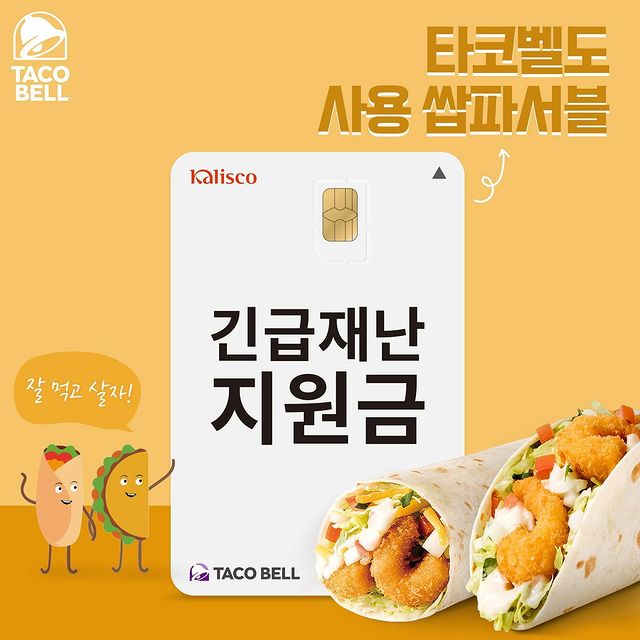 TACO
BELL
타코벨도
사용 쌉파서블
Kalisco
긴급재난
지원금
잘 먹고 살자!
TACO BELL